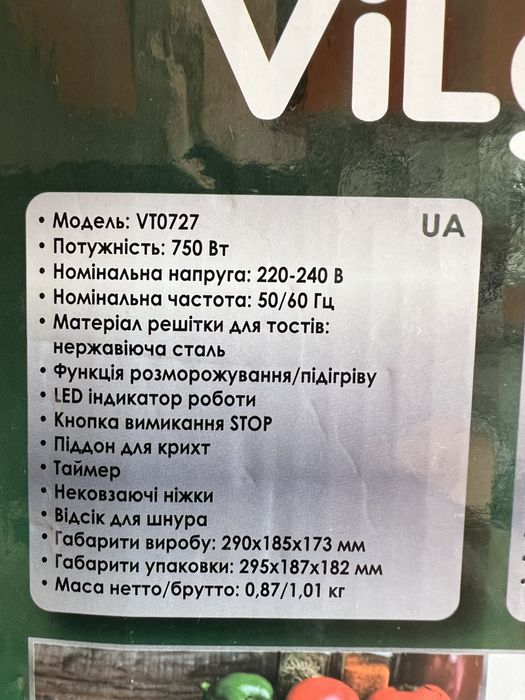 ViL
UA
• Модель: VT0727
• Потужність: 750 Вт
• Номінальна напруга: 220-240 В
• Номінальна частота: 50/60 Гц
• Матеріал решітки для тостів:
нержавіюча сталь
• Функція розморожування/підігріву
• LED індикатор роботи
• Кнопка вимикання STOP
• Піддон для крихт
• Таймер
• Нековзаючі ніжки
• Відсік для шнура
• Габарити виробу: 290х185х173 мм
• Габарити упаковки: 295х187х182 мм
• Маса нетто/брутто: 0,87/1,01 кг